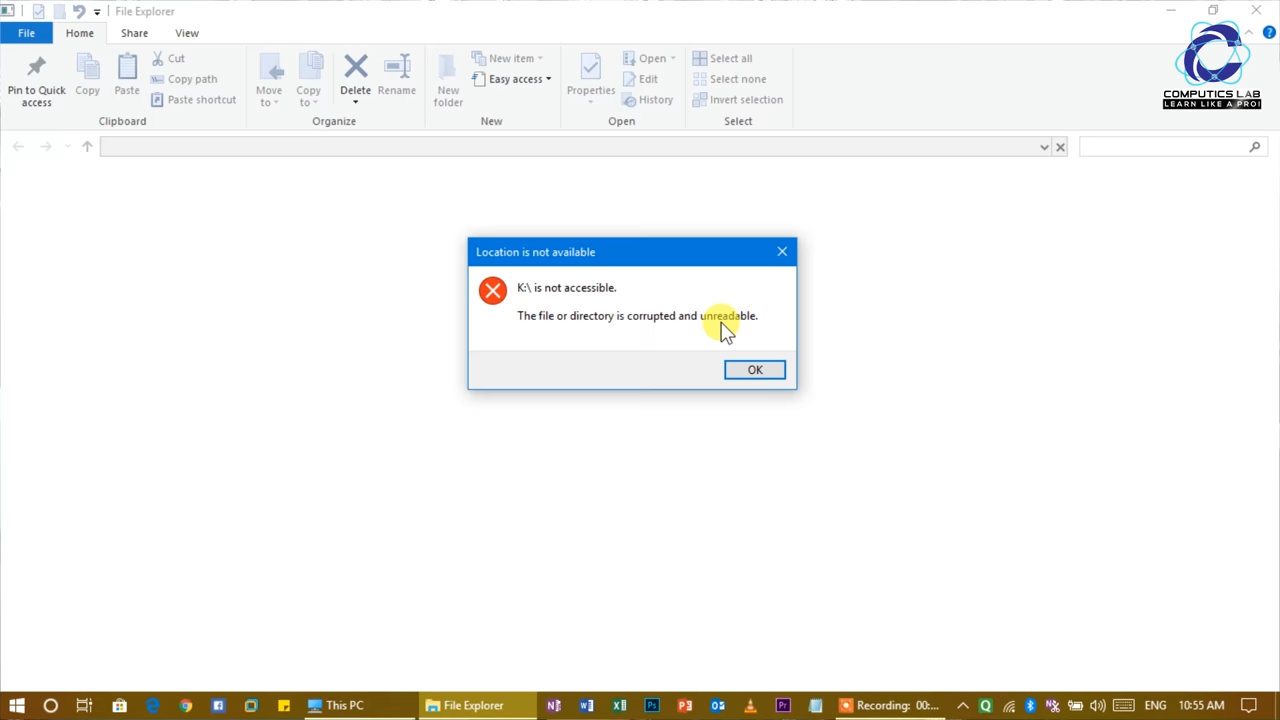 File Explorer
File
Home
Share
View
Pin to Quick
access
Copy
Paste
Cut
Copy path
Paste shortcut
Clipboard
Move
to
Copy
to
Delete
Rename
Organize
New
folder
New item
Easy access
New
Properties
Open
Edit
History
Open
Select all
Select none
Invert selection
Select
COMPUTICS LAB
LEARN LIKE A PRO!
Location is not available
K:\ is not accessible.
The file or directory is corrupted and unreadable.
OK
This PC
File Explorer
Recording: 00:...
ENG
10:55 AM